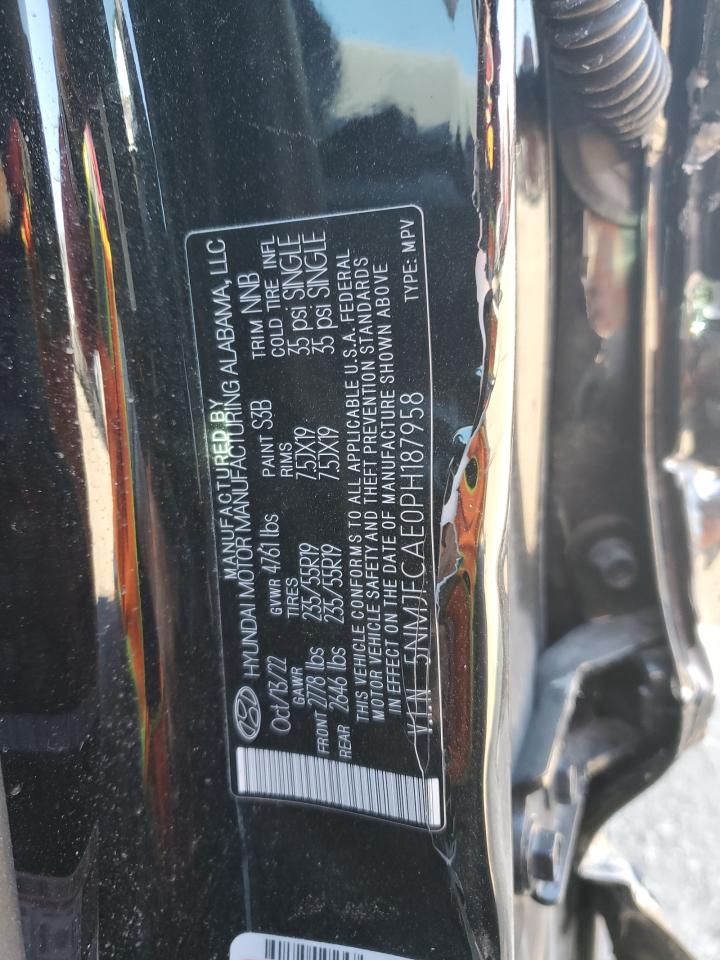 MANUFACTURED BY
HYUNDAI MOTOR MANUFACTURING ALABAMA, LLC
Oct/13/22 GVWR 4761 lbs PAINT S3B TRIM NNB
GAWR TIRES RIMS COLD TIRE INFL
FRONT 2778 lbs 235/55R19 7.5JX19 35 psi SINGLE
REAR 2646 lbs 235/55R19 7.5JX19 35 psi SINGLE
THIS VEHICLE CONFORMS TO ALL APPLICABLE U.S.A. FEDERAL
MOTOR VEHICLE SAFETY AND THEFT PREVENTION STANDARDS
IN EFFECT ON THE DATE OF MANUFACTURE SHOWN ABOVE
VIN 5NMJECAE0PH187958 TYPE: MPV